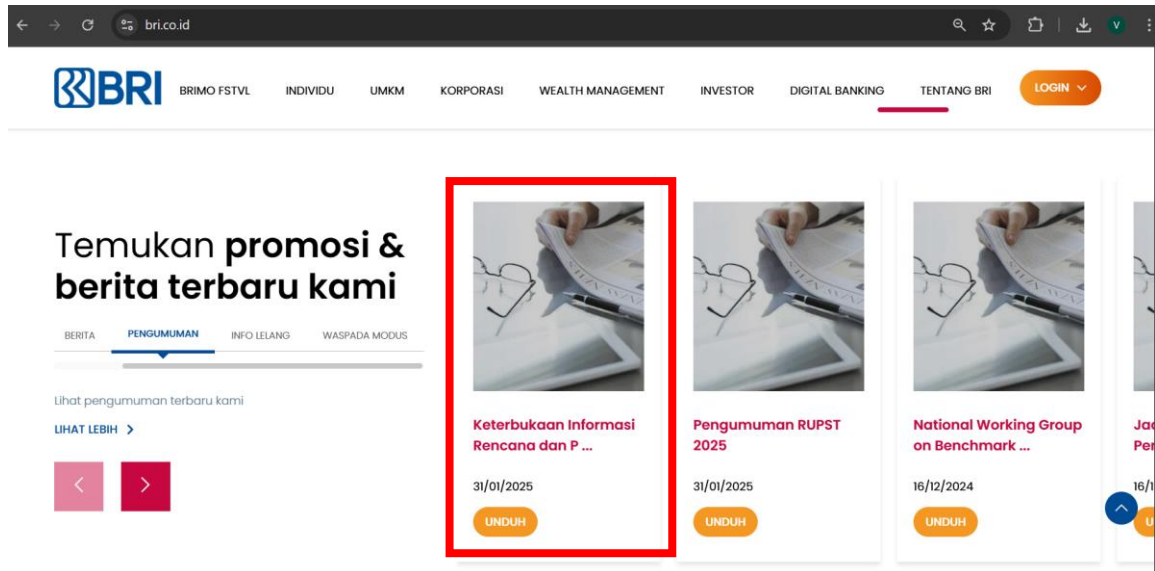 bri.co.id
V
BRI
BRIMO FSTVL INDIVIDU UMKM KORPORASI WEALTH MANAGEMENT INVESTOR DIGITAL BANKING TENTANG BRI LOGIN
Temukan promosi &
berita terbaru kami
BERITA PENGUMUMAN INFO LELANG WASPADA MODUS
Lihat pengumuman terbaru kami
LIHAT LEBIH
Keterbukaan Informasi
Rencana dan P ...
31/01/2025
UNDUH
Pengumuman RUPST
2025
31/01/2025
UNDUH
National Working Group
on Benchmark ...
16/12/2024
UNDUH
Per
16/1
U